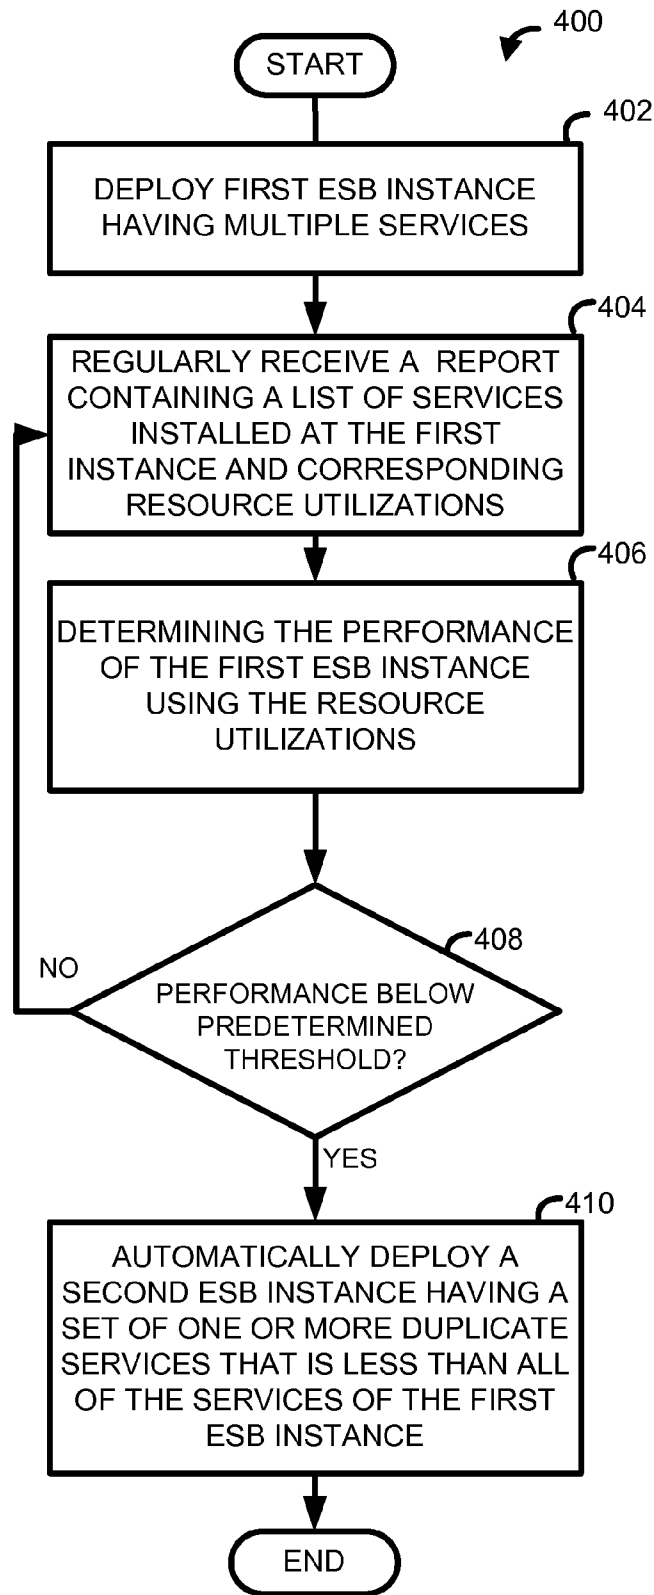 400
START
402
DEPLOY FIRST ESB INSTANCE
HAVING MULTIPLE SERVICES
404
REGULARLY RECEIVE A REPORT
CONTAINING A LIST OF SERVICES
INSTALLED AT THE FIRST
INSTANCE AND CORRESPONDING
RESOURCE UTILIZATIONS
406
DETERMINING THE PERFORMANCE
OF THE FIRST ESB INSTANCE
USING THE RESOURCE
UTILIZATIONS
408
NO
PERFORMANCE BELOW
PREDETERMINED
THRESHOLD?
YES
410
AUTOMATICALLY DEPLOY A
SECOND ESB INSTANCE HAVING A
SET OF ONE OR MORE DUPLICATE
SERVICES THAT IS LESS THAN ALL
OF THE SERVICES OF THE FIRST
ESB INSTANCE
END